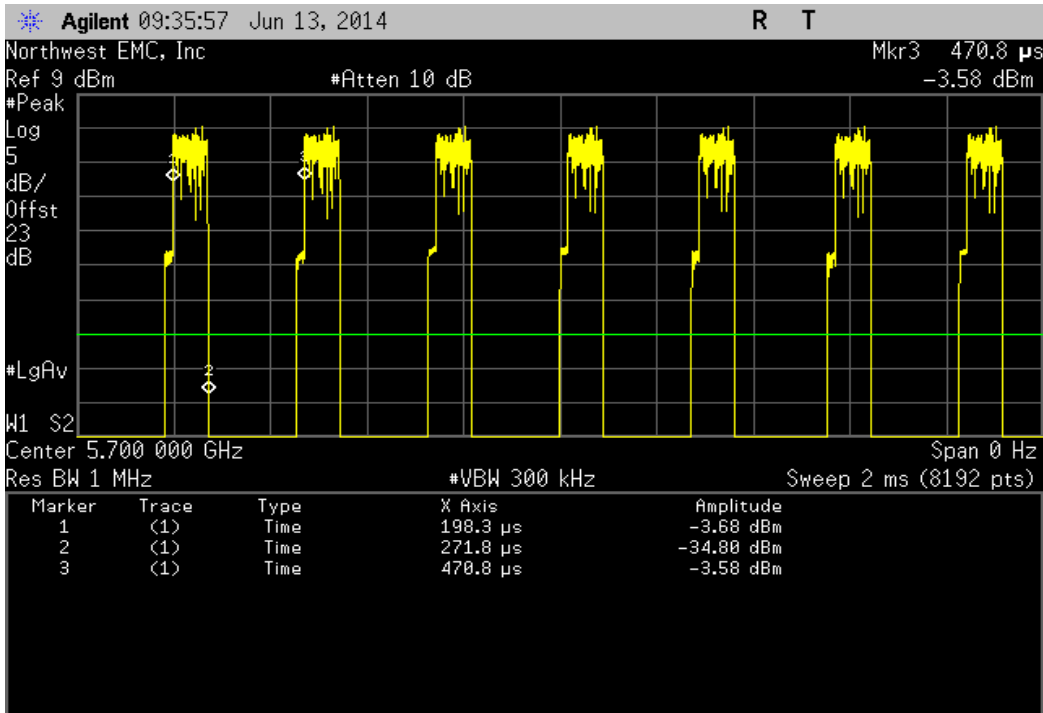 Agilent 09:35:57 Jun 13, 2014 R T
Northwest EMC, Inc Mkr3 470.8 µs
Ref 9 dBm #Atten 10 dB -3.58 dBm
#Peak
Log
5
dB/
Offst
23
dB
1
3
#LgAv
2
W1 S2
Center 5.700 000 GHz Span 0 Hz
Res BW 1 MHz #VBW 300 kHz Sweep 2 ms (8192 pts)
Marker Trace Type X Axis Amplitude
1 (1) Time 198.3 µs -3.68 dBm
2 (1) Time 271.8 µs -34.80 dBm
3 (1) Time 470.8 µs -3.58 dBm